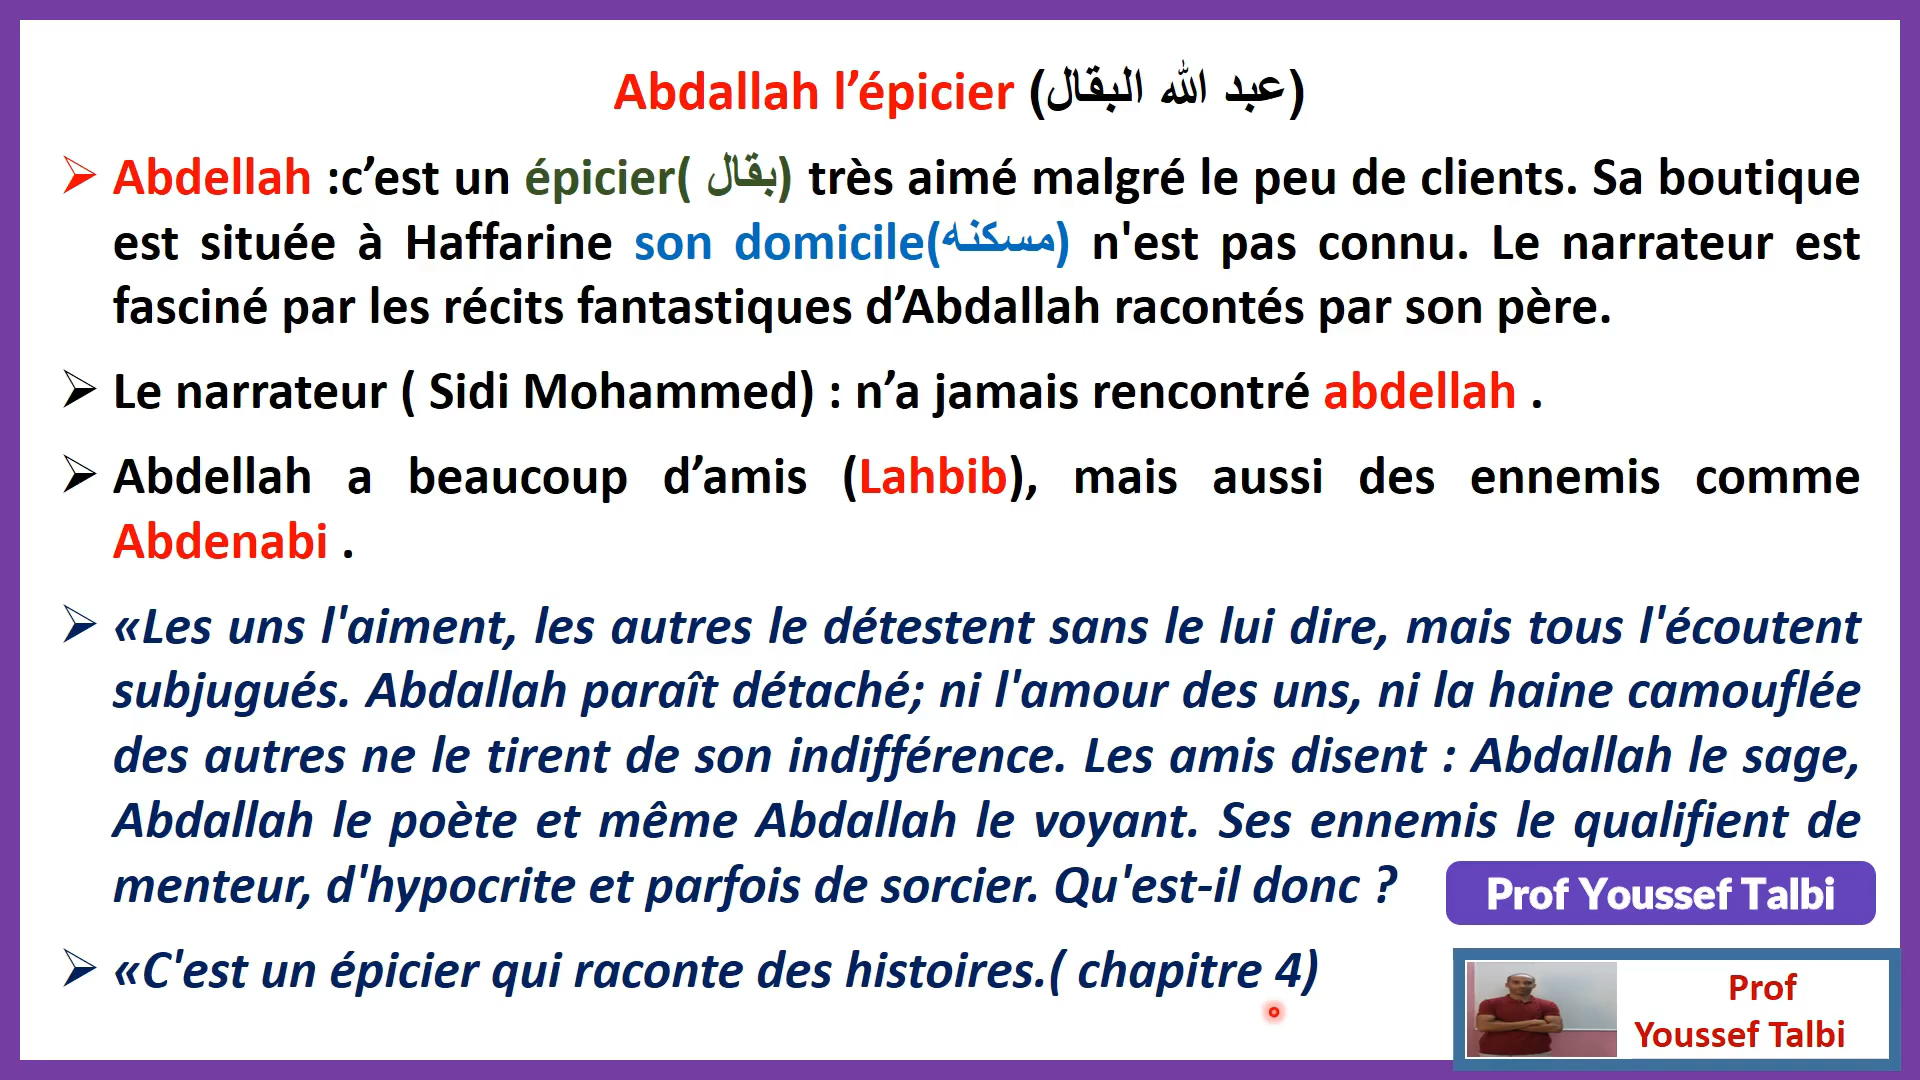 Abdallah l’épicier (عبد الله البقال)
Abdellah :c’est un épicier( بقال) très aimé malgré le peu de clients. Sa boutique
est située à Haffarine son domicile(مسكنه) n'est pas connu. Le narrateur est
fasciné par les récits fantastiques d’Abdallah racontés par son père.
Le narrateur ( Sidi Mohammed) : n’a jamais rencontré abdellah .
Abdellah a beaucoup d’amis (Lahbib), mais aussi des ennemis comme
Abdenabi .
«Les uns l'aiment, les autres le détestent sans le lui dire, mais tous l'écoutent
subjugués. Abdallah paraît détaché; ni l'amour des uns, ni la haine camouflée
des autres ne le tirent de son indifférence. Les amis disent : Abdallah le sage,
Abdallah le poète et même Abdallah le voyant. Ses ennemis le qualifient de
menteur, d'hypocrite et parfois de sorcier. Qu'est-il donc ?
Prof Youssef Talbi
«C'est un épicier qui raconte des histoires.( chapitre 4)
Prof
Youssef Talbi